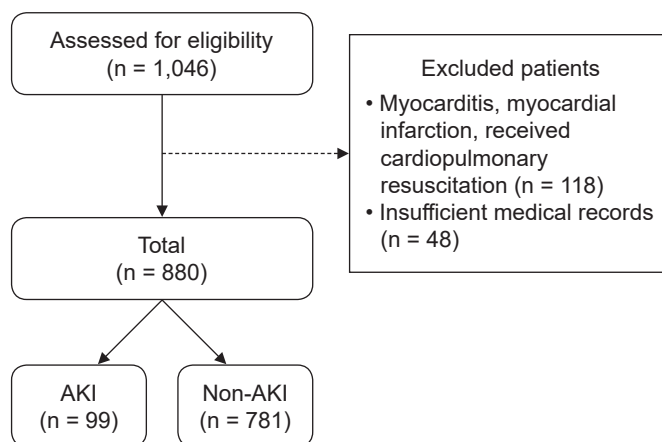 Assessed for eligibility
(n = 1,046)
Excluded patients
• Myocarditis, myocardial
infarction, received
cardiopulmonary
resuscitation (n = 118)
• Insufficient medical records
(n = 48)
Total
(n = 880)
AKI
(n = 99)
Non-AKI
(n = 781)